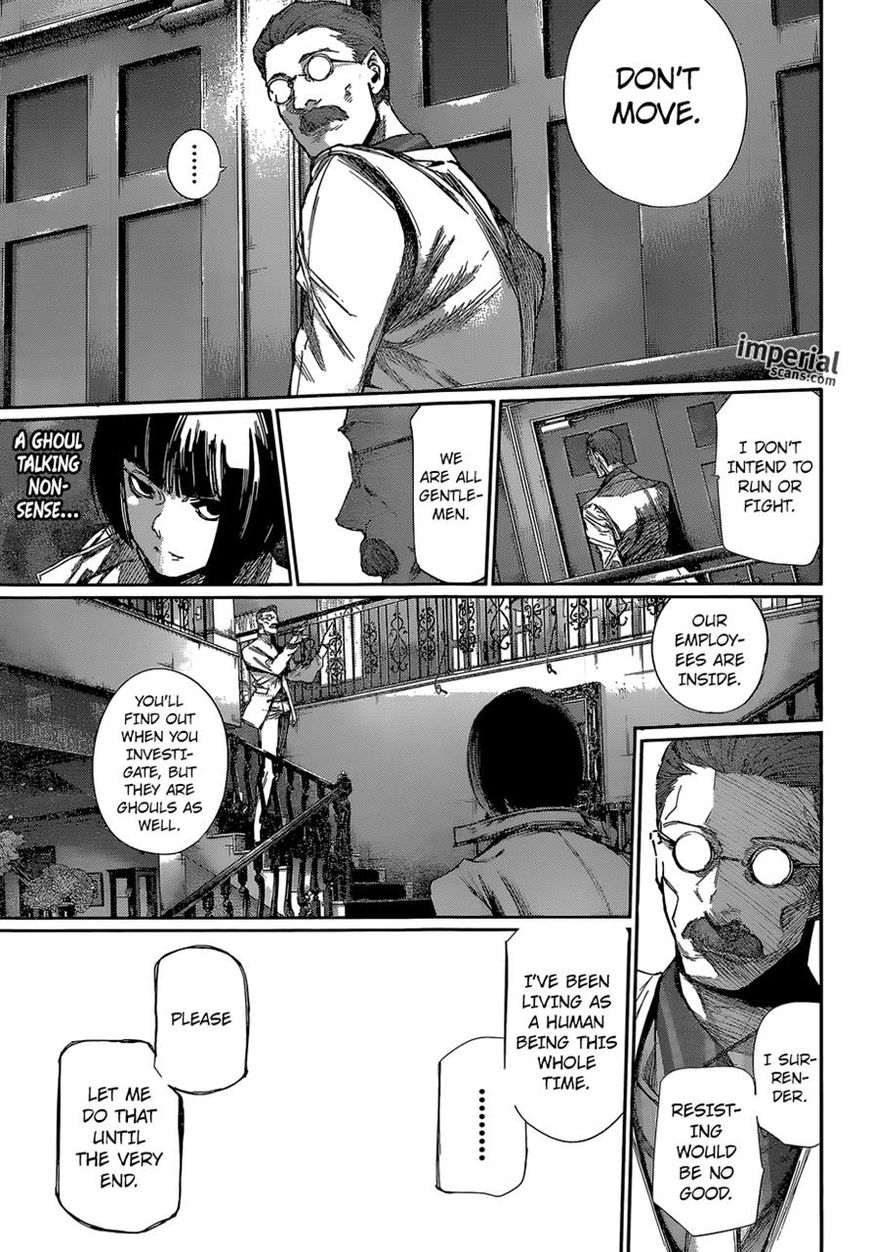 DON'T
MOVE.
......
imperial
scans.com
I DON'T
INTEND TO
RUN OR
FIGHT.
WE
ARE ALL
GENTLE-
MEN.
A GHOUL
TALKING
NON-
SENSE...
OUR
EMPLOY-
EES ARE
INSIDE.
YOU'LL
FIND OUT
WHEN YOU
INVESTI-
GATE, BUT
THEY ARE
GHOULS AS
WELL.
I SUR-
RENDER.
RESIST-
ING
WOULD
BE NO
GOOD.
I'VE BEEN
LIVING AS
A HUMAN
BEING THIS
WHOLE
TIME.
........
PLEASE
LET ME
DO THAT
UNTIL
THE VERY
END.